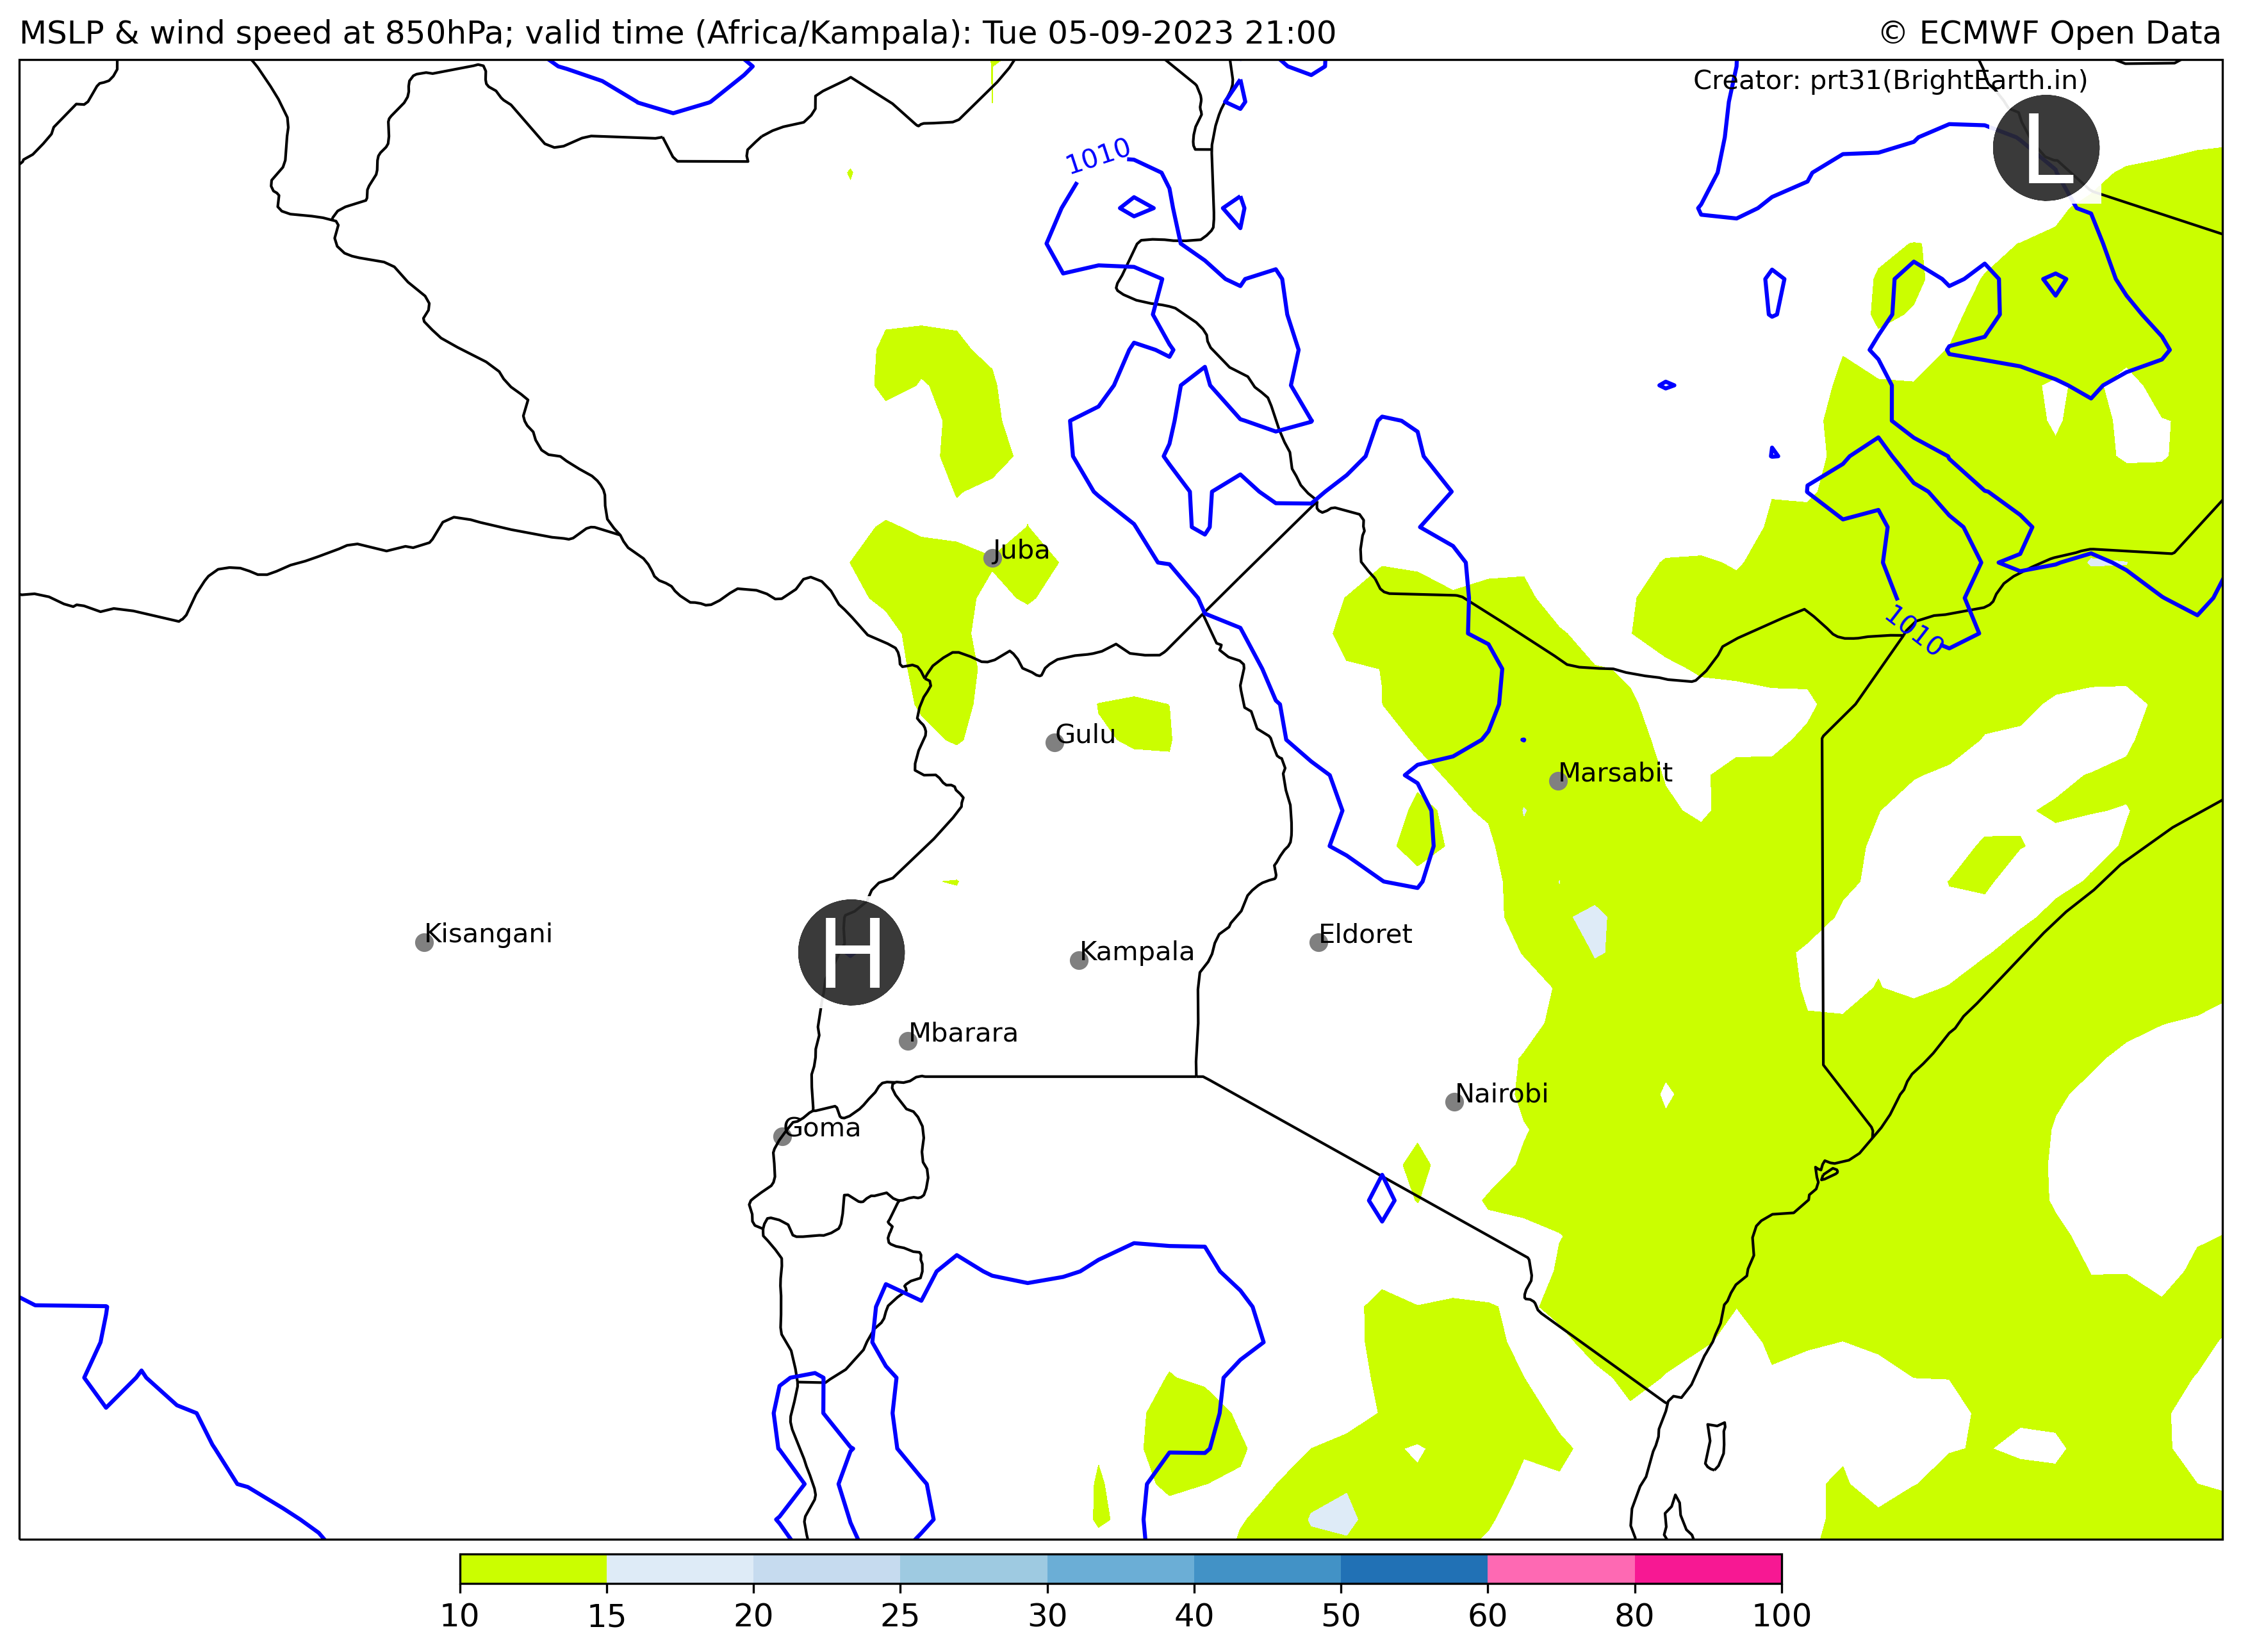 MSLP & wind speed at 850hPa; valid time (Africa/Kampala): Tue 05-09-2023 21:00
© ECMWF Open Data
Creator: prt31(BrightEarth.in)
L
1010
Juba
1010
Gulu
Marsabit
Kisangani
H
Kampala
Eldoret
Mbarara
Nairobi
Goma
10 15 20 25 30 40 50 60 80 100